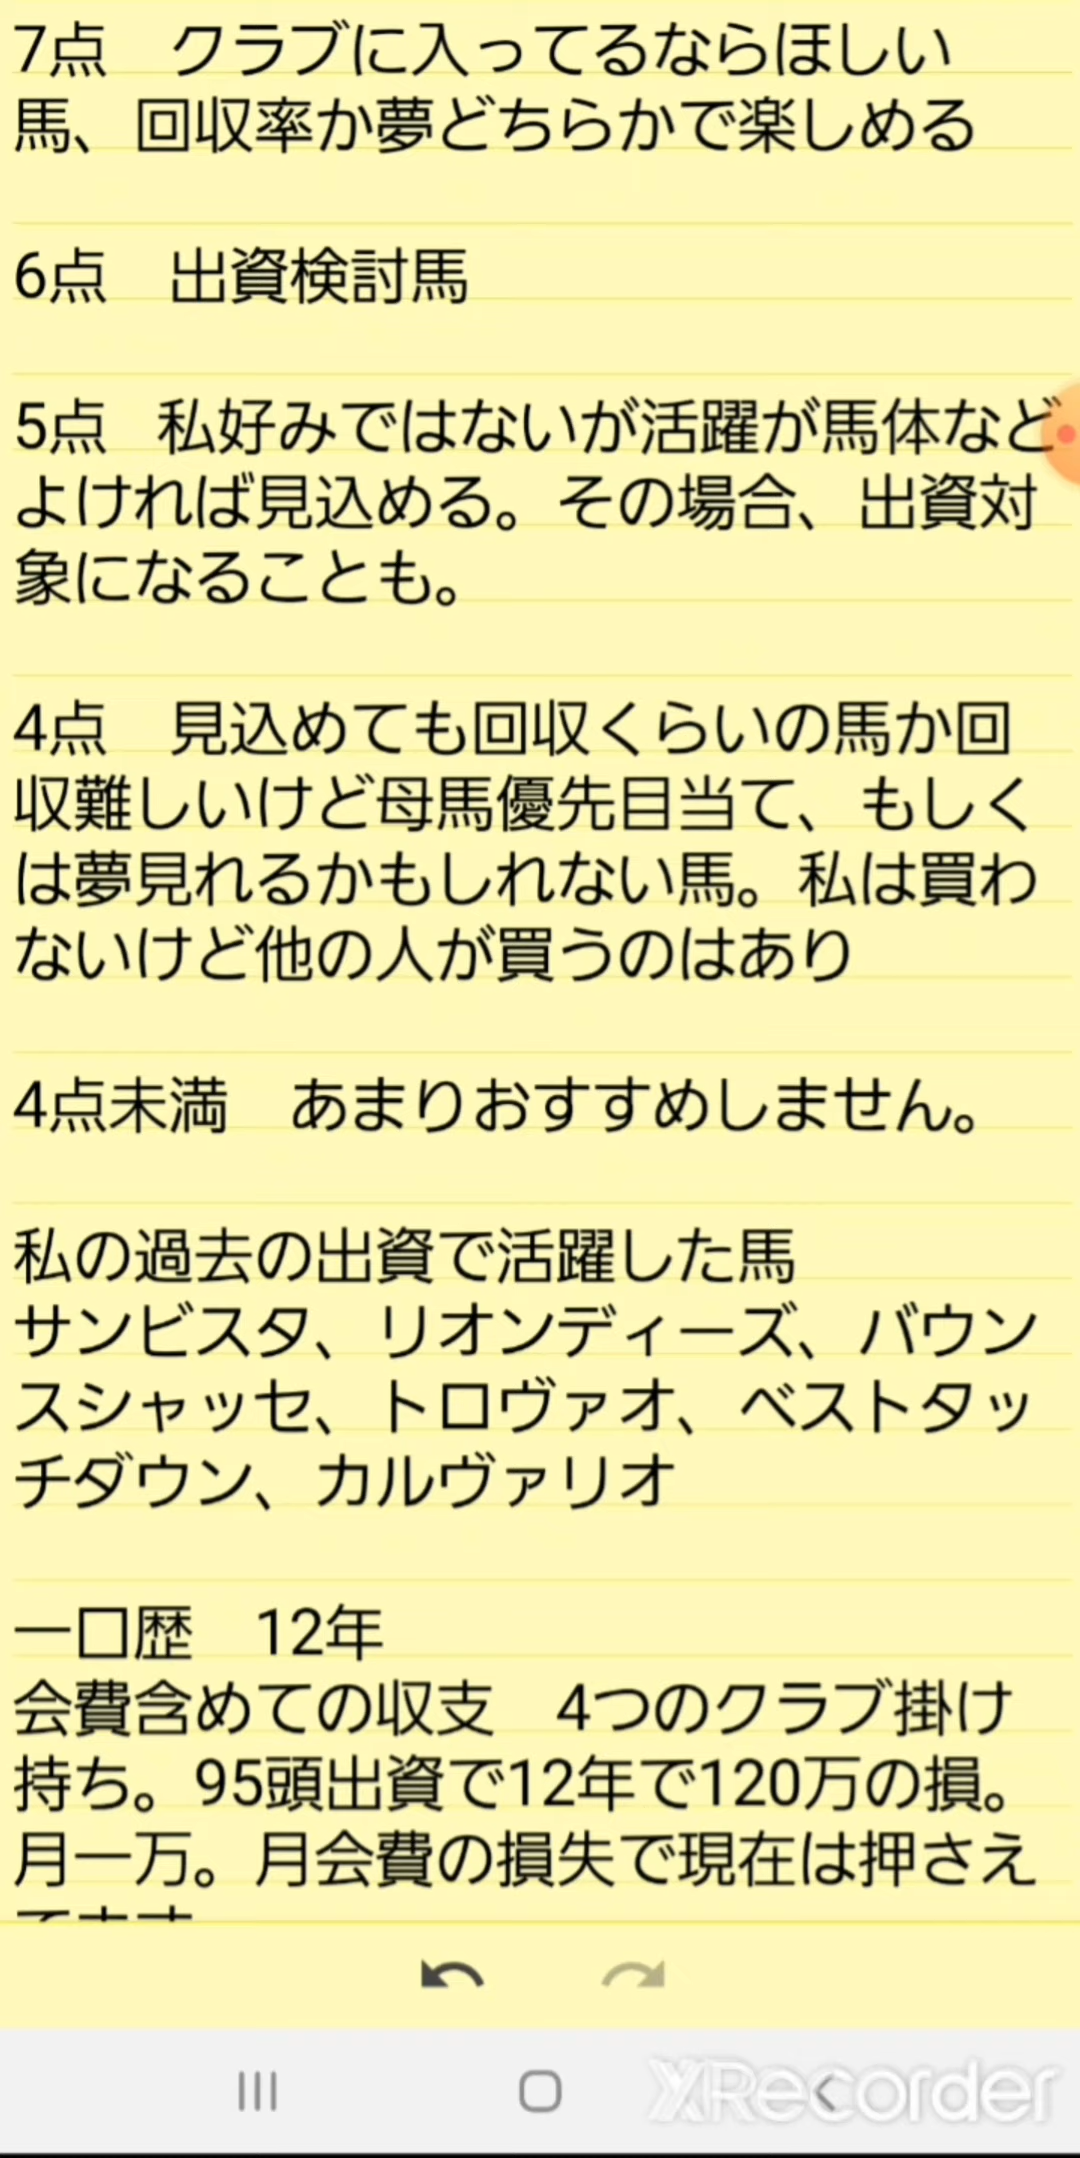 7点　クラブに入ってるならほしい
馬、回収率か夢どちらかで楽しめる
6点　出資検討馬
5点　私好みではないが活躍が馬体など
よければ見込める。その場合、出資対
象になることも。
4点　見込めても回収くらいの馬か回
収難しいけど母馬優先目当て、もしく
は夢見れるかもしれない馬。私は買わ
ないけど他の人が買うのはあり
4点未満　あまりおすすめしません。
私の過去の出資で活躍した馬
サンビスタ、リオンディーズ、バウン
スシャッセ、トロヴァオ、ベストタッ
チダウン、カルヴァリオ
一口歴　12年
会費含めての収支　4つのクラブ掛け
持ち。95頭出資で12年で120万の損。
月一万。月会費の損失で現在は押さえ
XRecorder